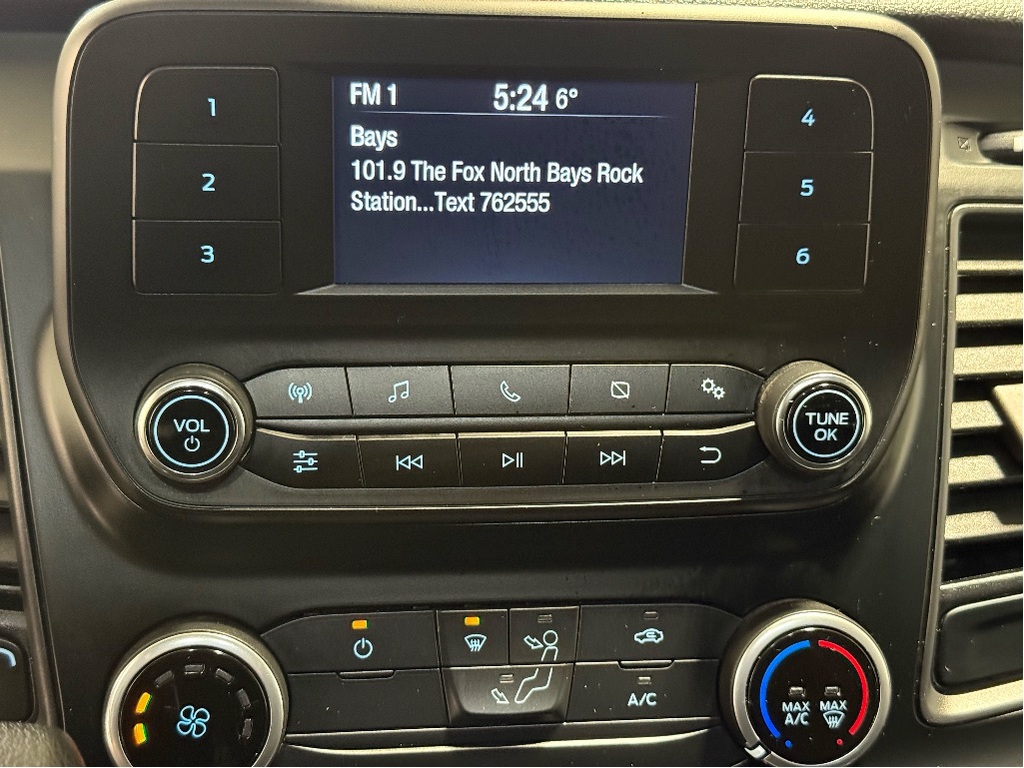 FM 1 5:24 6°
Bays
101.9 The Fox North Bays Rock
Station...Text 762555
1
2
3
4
5
6
VOL
TUNE
OK
A/C
MAX
A/C
MAX